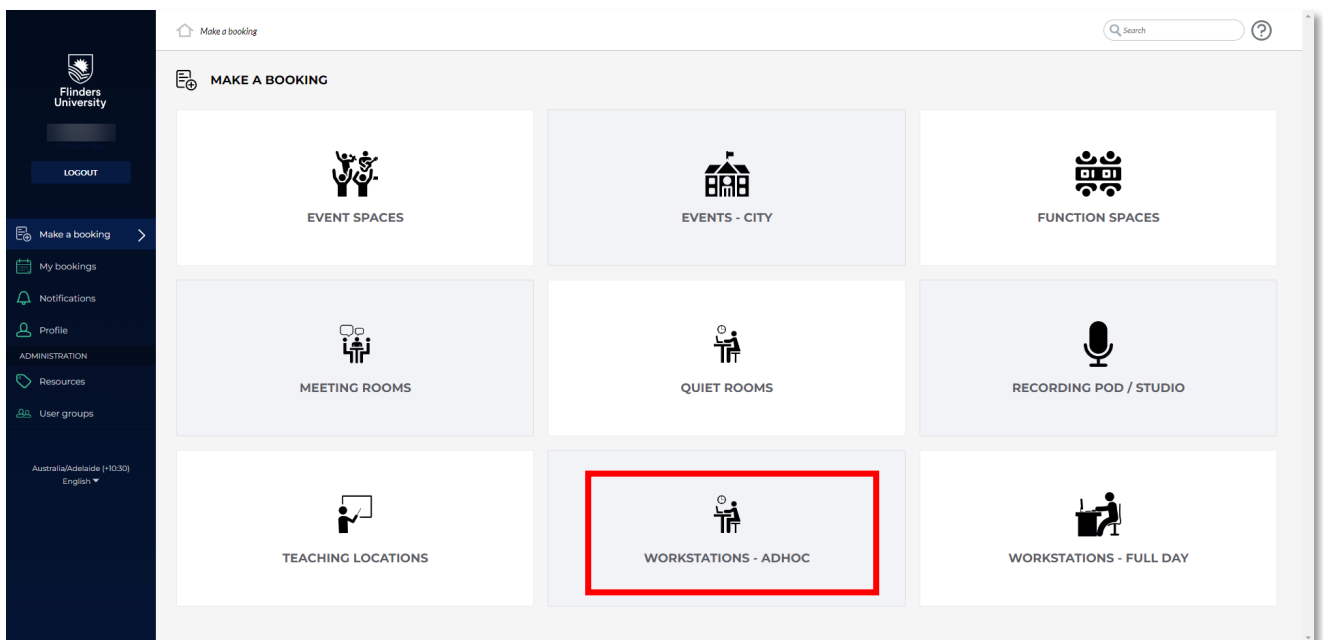 Flinders
University
LOGOUT
Make a booking
My bookings
Notifications
Profile
ADMINISTRATION
Resources
User groups
Australia/Adelaide (+10:30)
English
Make a booking
Search
?
MAKE A BOOKING
EVENT SPACES
EVENTS - CITY
FUNCTION SPACES
MEETING ROOMS
QUIET ROOMS
RECORDING POD / STUDIO
TEACHING LOCATIONS
WORKSTATIONS - ADHOC
WORKSTATIONS - FULL DAY